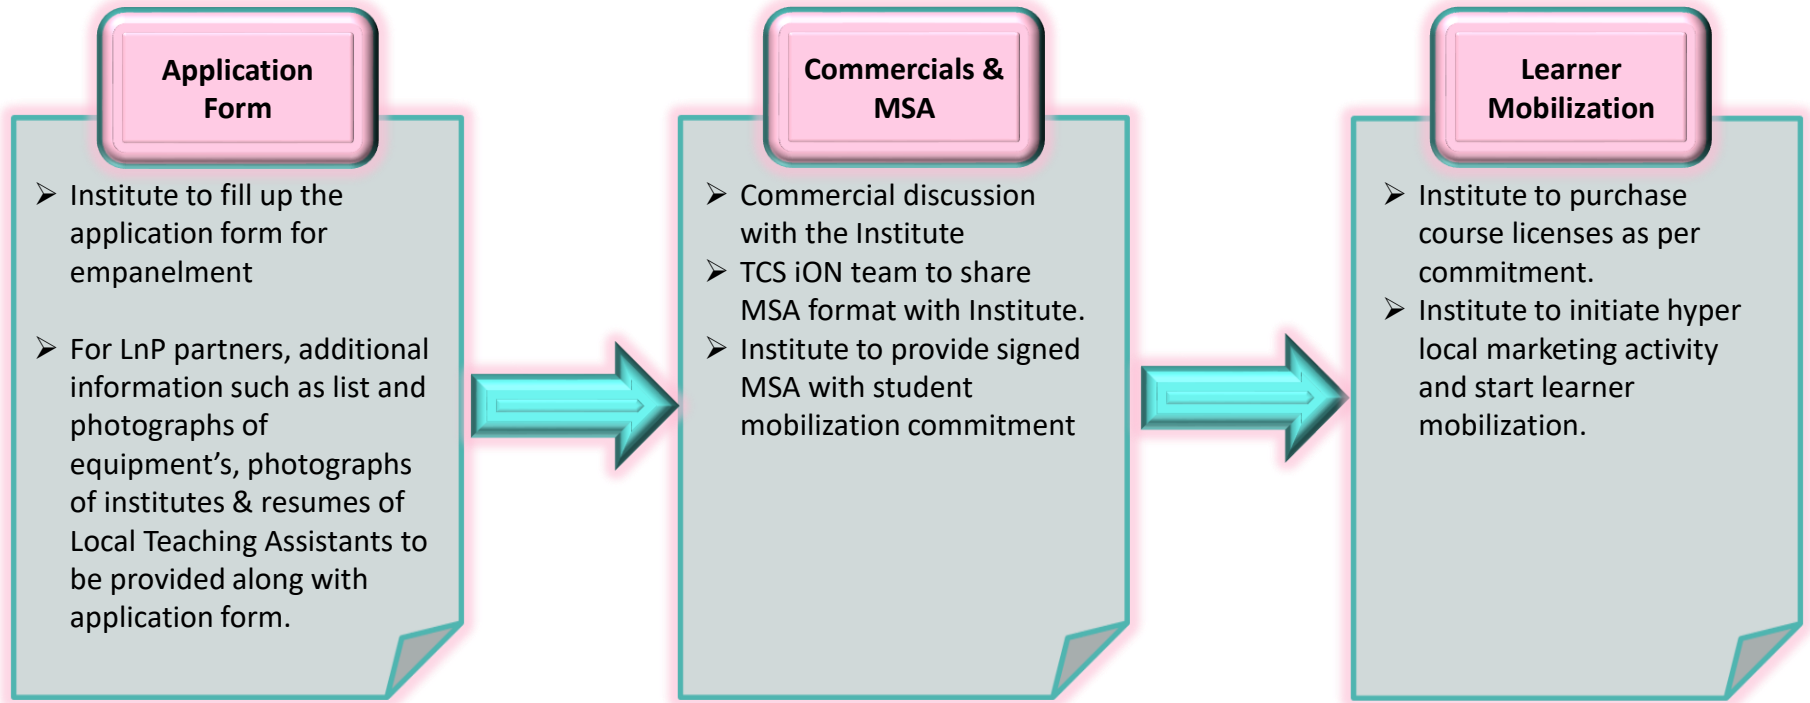 Application
Form
➢ Institute to fill up the
application form for
empanelment
➢ For LnP partners, additional
information such as list and
photographs of
equipment’s, photographs
of institutes & resumes of
Local Teaching Assistants to
be provided along with
application form.
Commercials &
MSA
➢ Commercial discussion
with the Institute
➢ TCS iON team to share
MSA format with Institute.
➢ Institute to provide signed
MSA with student
mobilization commitment
Learner
Mobilization
➢ Institute to purchase
course licenses as per
commitment.
➢ Institute to initiate hyper
local marketing activity
and start learner
mobilization.